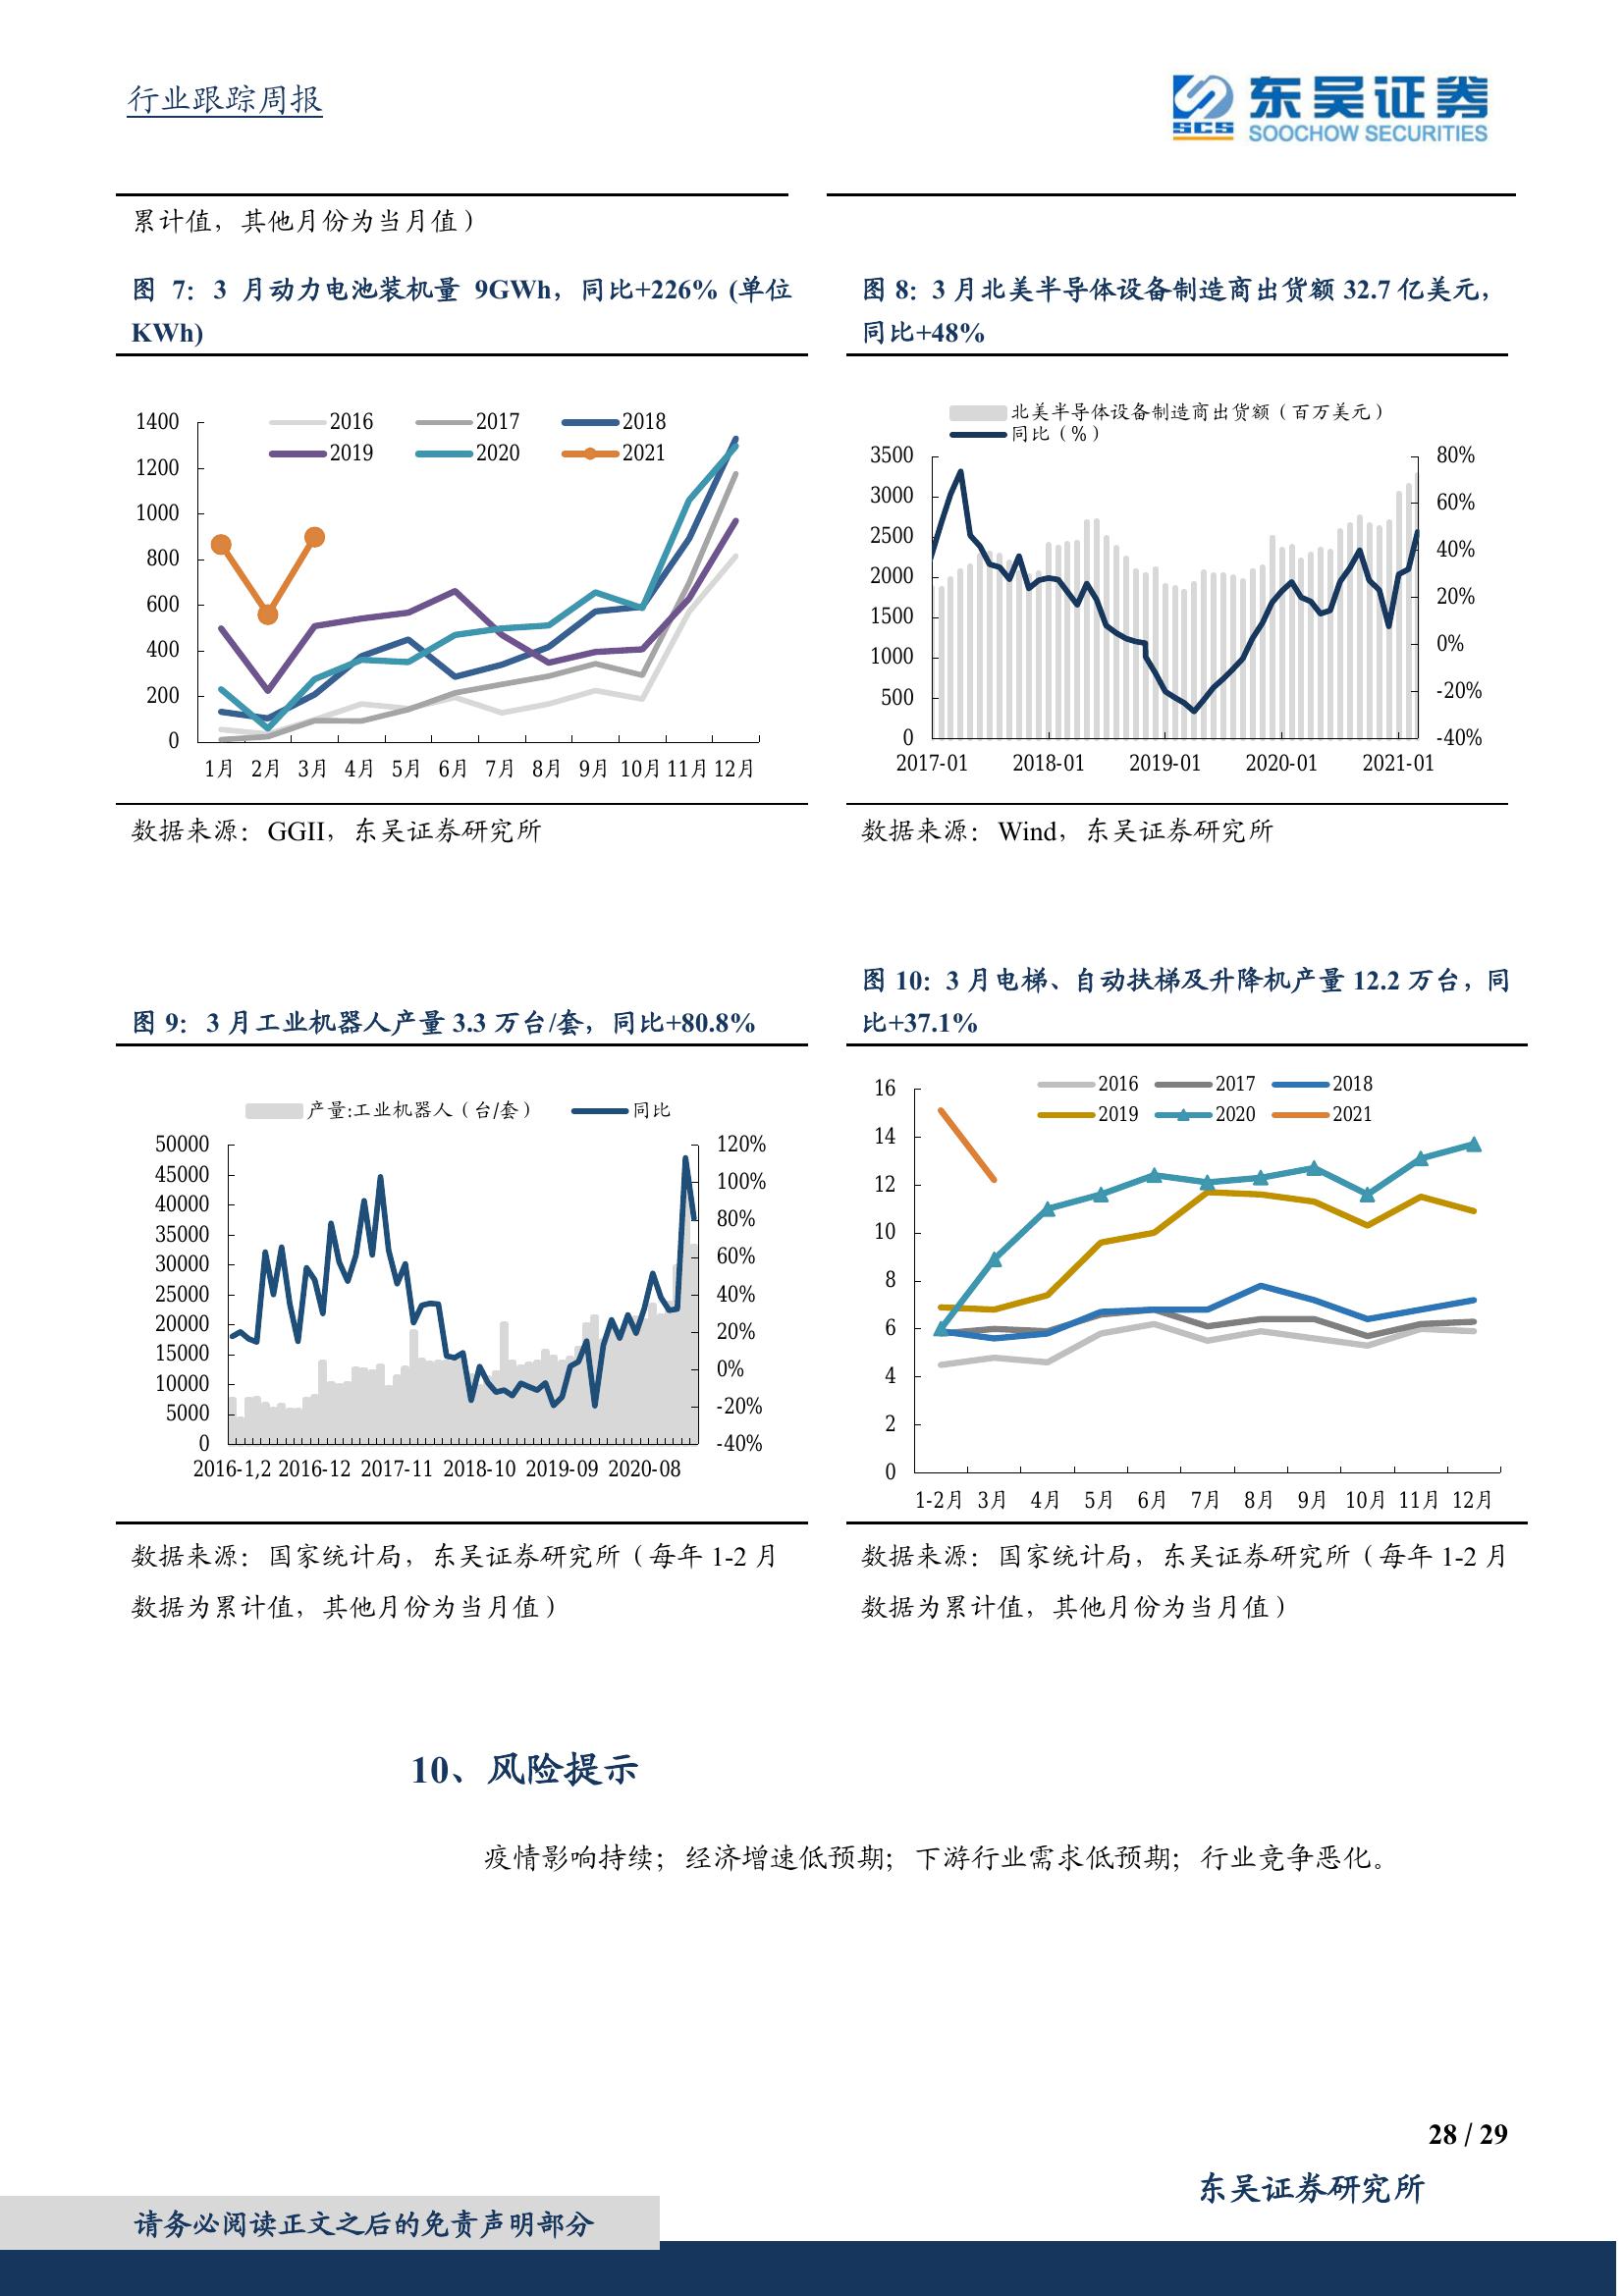 行业跟踪周报
SCS
东吴证券
SOOCHOW SECURITIES
累计值，其他月份为当月值）
图 7：3 月动力电池装机量 9GWh，同比+226% (单位
KWh)
2016 2017 2018
2019 2020 2021
1400
1200
1000
800
600
400
200
0
1月 2月 3月 4月 5月 6月 7月 8月 9月 10月 11月 12月
数据来源：GGII，东吴证券研究所
图 8：3 月北美半导体设备制造商出货额 32.7 亿美元，
同比+48%
北美半导体设备制造商出货额（百万美元）
同比（%）
3500
3000
2500
2000
1500
1000
500
0
80%
60%
40%
20%
0%
-20%
-40%
2017-01 2018-01 2019-01 2020-01 2021-01
数据来源：Wind，东吴证券研究所
图 9：3 月工业机器人产量 3.3 万台/套，同比+80.8%
产量:工业机器人（台/套） 同比
50000
45000
40000
35000
30000
25000
20000
15000
10000
5000
0
120%
100%
80%
60%
40%
20%
0%
-20%
-40%
2016-1,2 2016-12 2017-11 2018-10 2019-09 2020-08
数据来源：国家统计局，东吴证券研究所（每年 1-2 月
数据为累计值，其他月份为当月值）
图 10：3 月电梯、自动扶梯及升降机产量 12.2 万台，同
比+37.1%
2016 2017 2018
2019 2020 2021
16
14
12
10
8
6
4
2
0
1-2月 3月 4月 5月 6月 7月 8月 9月 10月 11月 12月
数据来源：国家统计局，东吴证券研究所（每年 1-2 月
数据为累计值，其他月份为当月值）
10、风险提示
疫情影响持续；经济增速低预期；下游行业需求低预期；行业竞争恶化。
28 / 29
东吴证券研究所
请务必阅读正文之后的免责声明部分